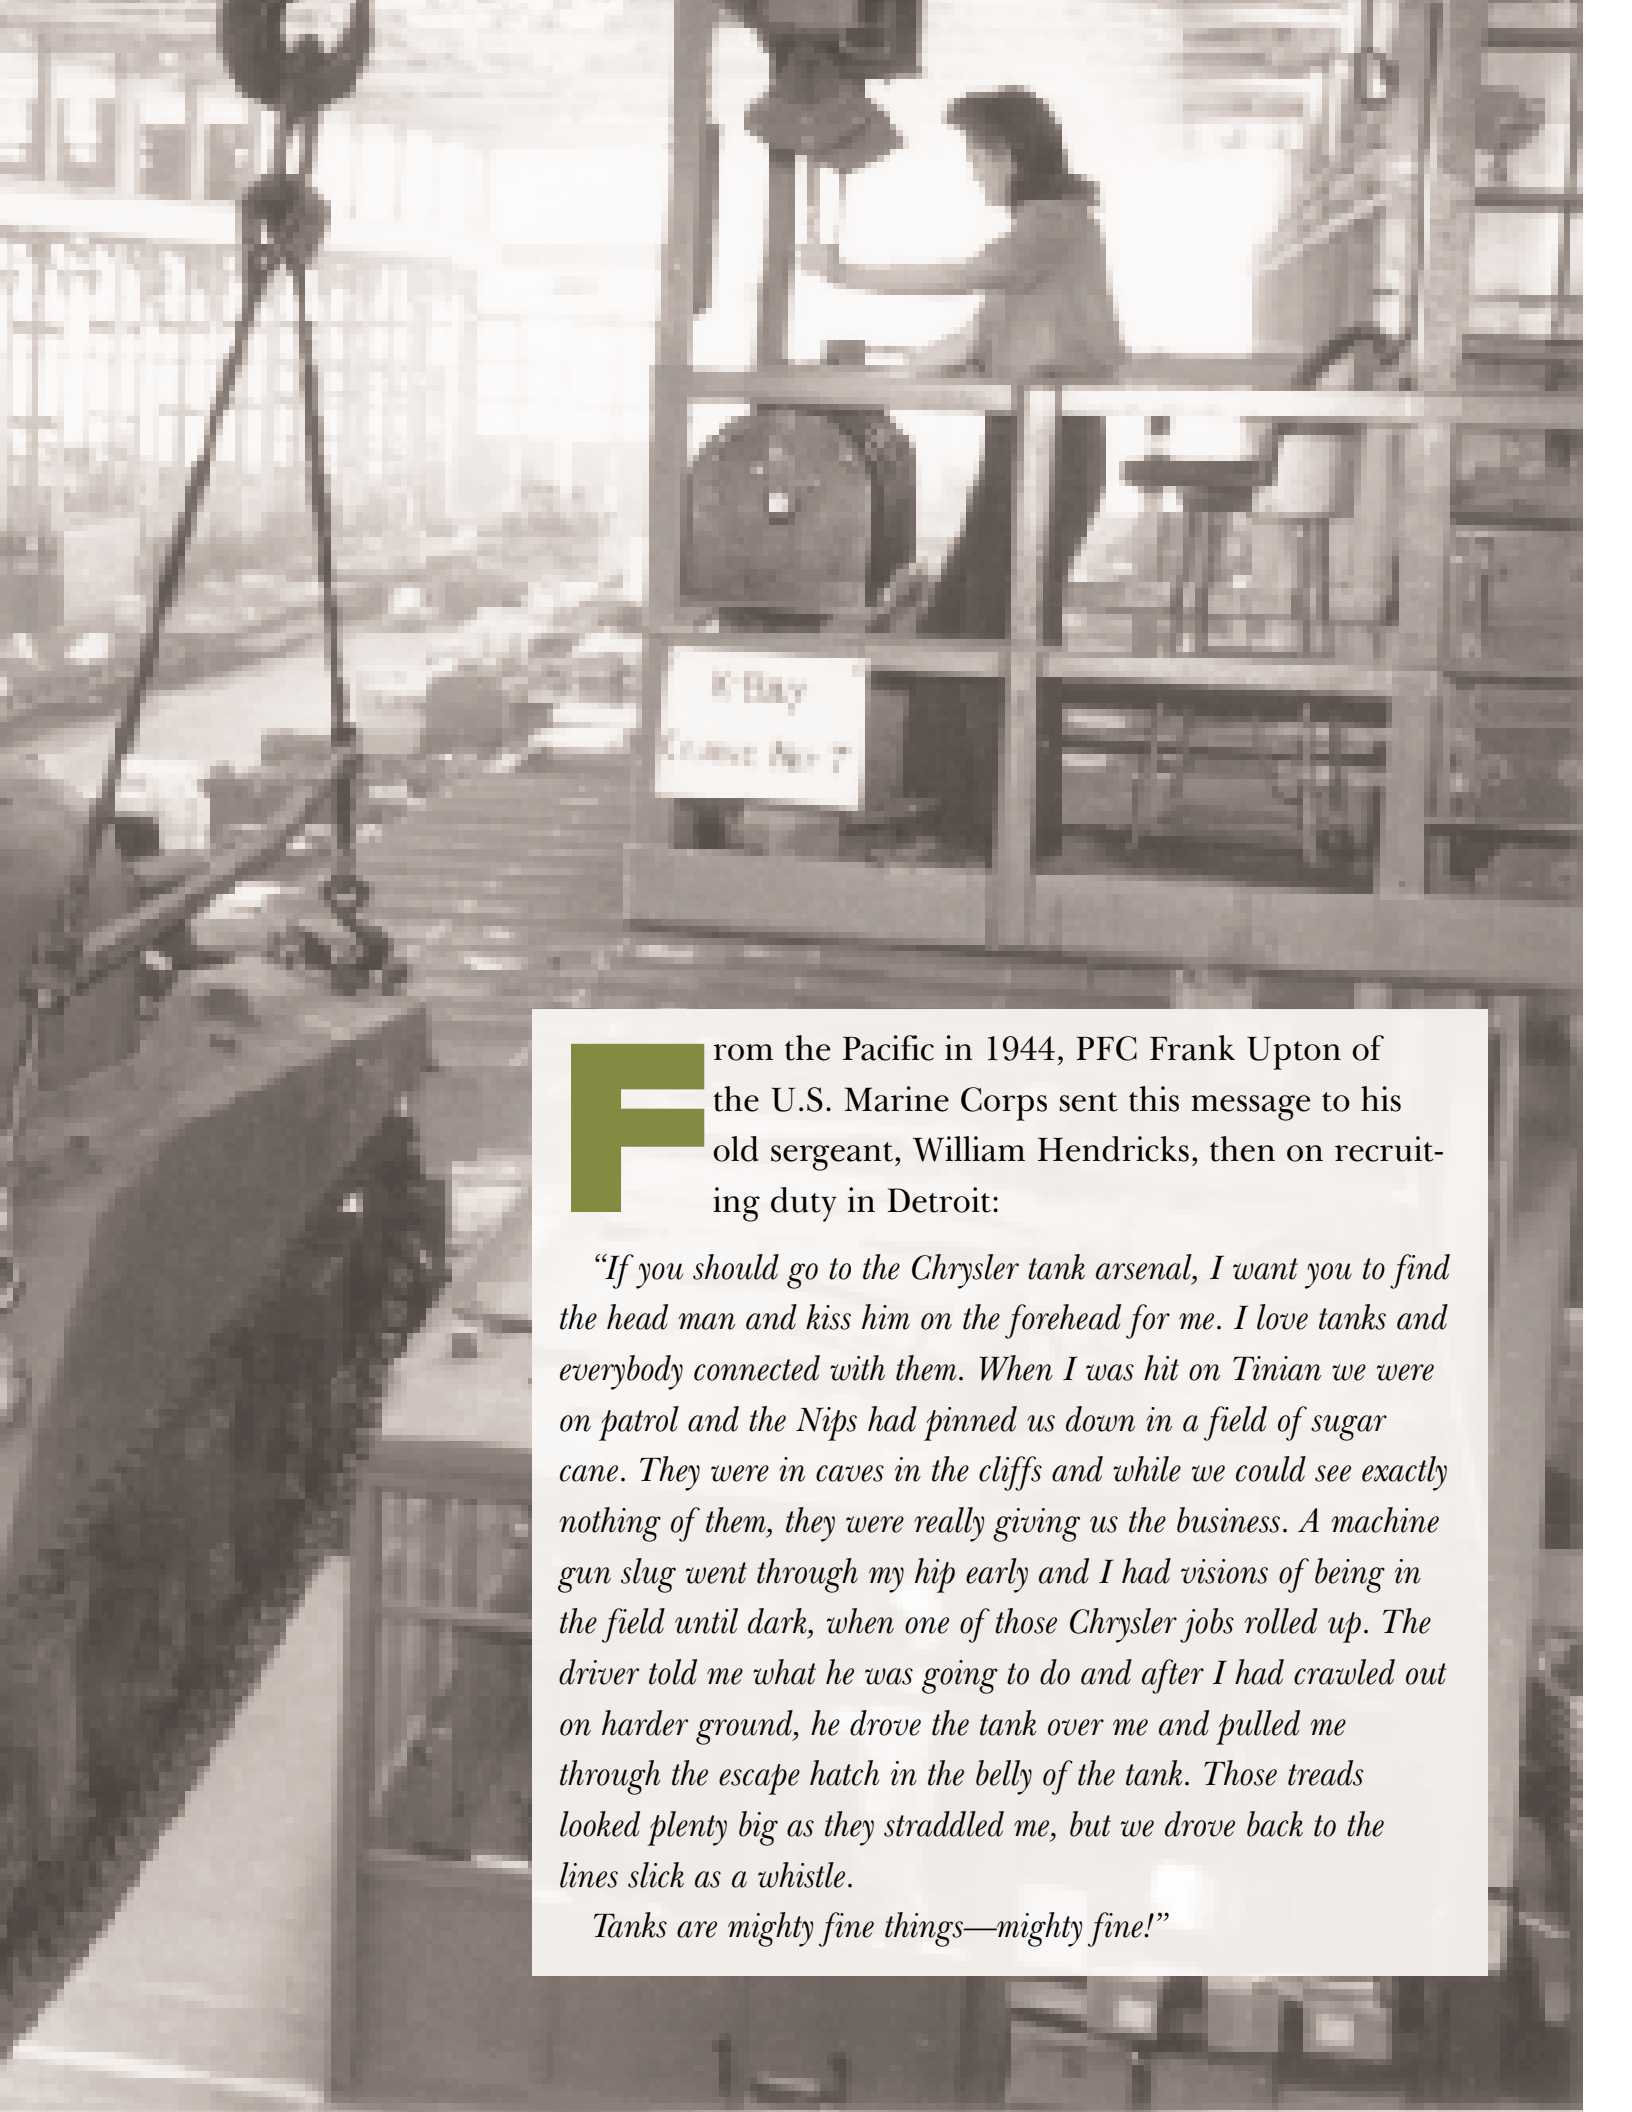 K Bay
Crane No 7
From the Pacific in 1944, PFC Frank Upton of
the U.S. Marine Corps sent this message to his
old sergeant, William Hendricks, then on recruit-
ing duty in Detroit:
“If you should go to the Chrysler tank arsenal, I want you to find
the head man and kiss him on the forehead for me. I love tanks and
everybody connected with them. When I was hit on Tinian we were
on patrol and the Nips had pinned us down in a field of sugar
cane. They were in caves in the cliffs and while we could see exactly
nothing of them, they were really giving us the business. A machine
gun slug went through my hip early and I had visions of being in
the field until dark, when one of those Chrysler jobs rolled up. The
driver told me what he was going to do and after I had crawled out
on harder ground, he drove the tank over me and pulled me
through the escape hatch in the belly of the tank. Those treads
looked plenty big as they straddled me, but we drove back to the
lines slick as a whistle.
Tanks are mighty fine things—mighty fine!”